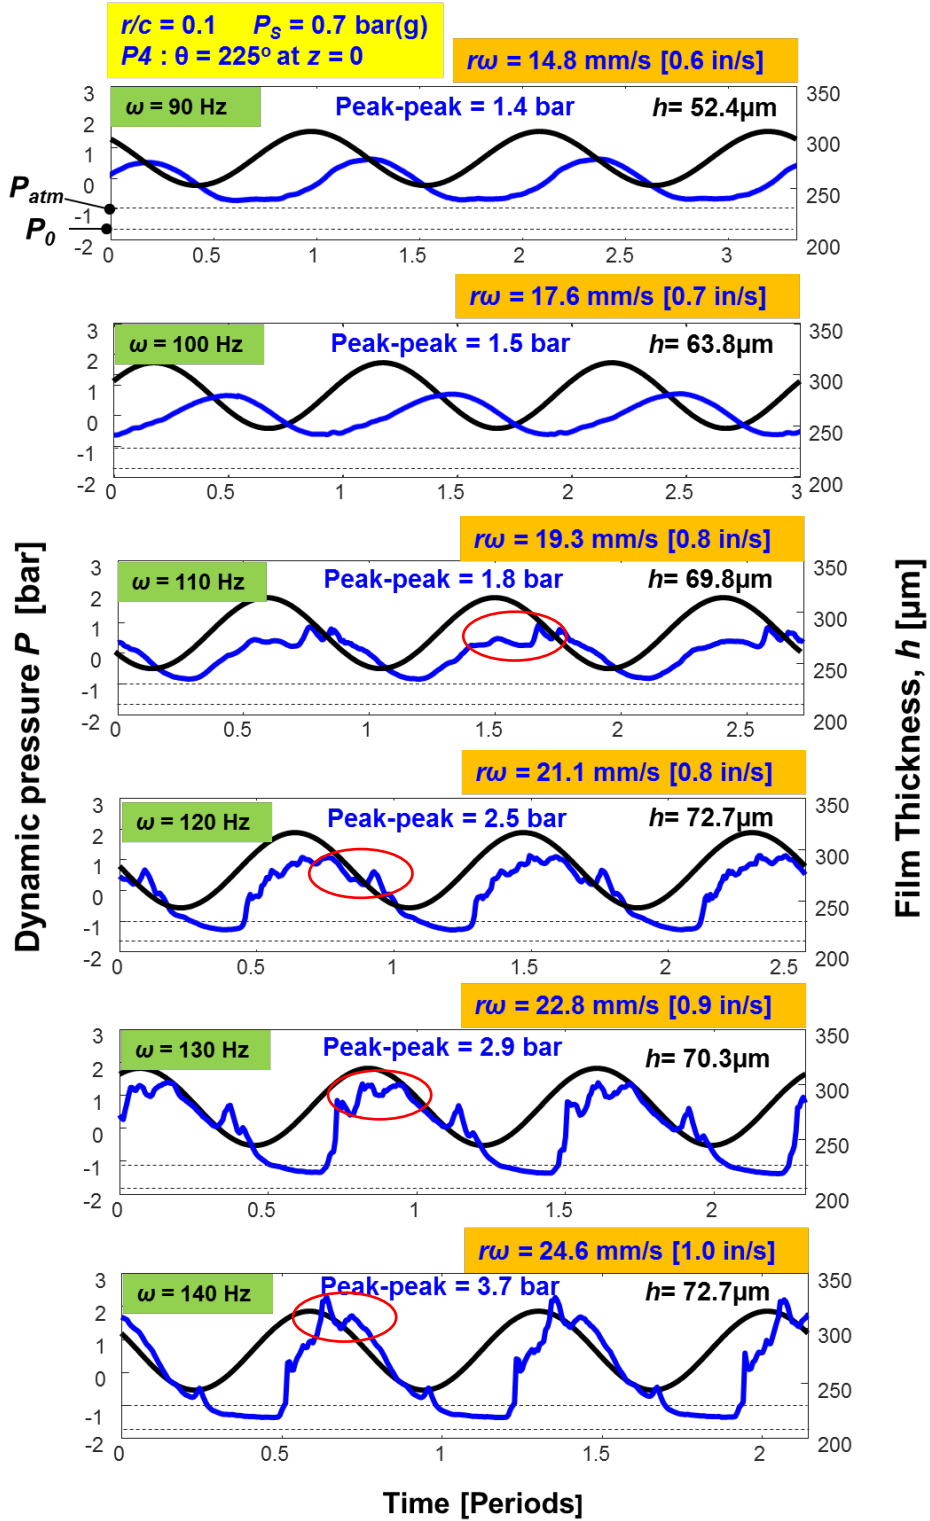 r/c = 0.1 Pₛ = 0.7 bar(g)
P4 : θ = 225º at z = 0
rω = 14.8 mm/s [0.6 in/s]
ω = 90 Hz Peak-peak = 1.4 bar h= 52.4µm
3 2 1 0 -1 -2
350 300 250 200
Pₐₜₘ
P₀
0 0.5 1 1.5 2 2.5 3
rω = 17.6 mm/s [0.7 in/s]
ω = 100 Hz Peak-peak = 1.5 bar h= 63.8µm
3 2 1 0 -1 -2
350 300 250 200
0 0.5 1 1.5 2 2.5 3
rω = 19.3 mm/s [0.8 in/s]
ω = 110 Hz Peak-peak = 1.8 bar h= 69.8µm
3 2 1 0 -1 -2
350 300 250 200
0 0.5 1 1.5 2 2.5
rω = 21.1 mm/s [0.8 in/s]
ω = 120 Hz Peak-peak = 2.5 bar h= 72.7µm
3 2 1 0 -1 -2
350 300 250 200
0 0.5 1 1.5 2 2.5
rω = 22.8 mm/s [0.9 in/s]
ω = 130 Hz Peak-peak = 2.9 bar h= 70.3µm
3 2 1 0 -1 -2
350 300 250 200
0 0.5 1 1.5 2
rω = 24.6 mm/s [1.0 in/s]
ω = 140 Hz Peak-peak = 3.7 bar h= 72.7µm
3 2 1 0 -1 -2
350 300 250 200
0 0.5 1 1.5 2
Dynamic pressure P [bar]
Film Thickness, h [µm]
Time [Periods]